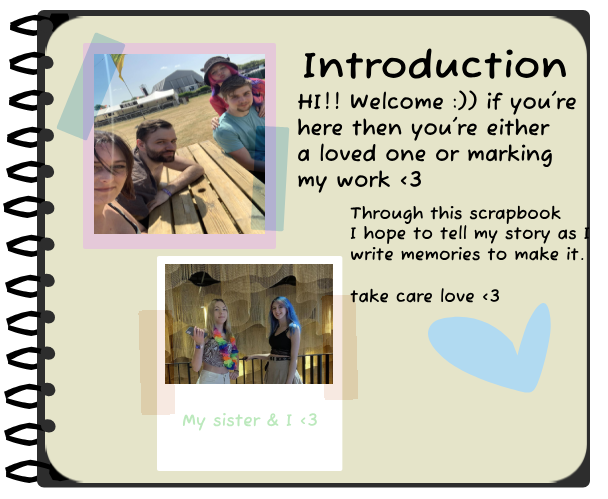 Introduction
HI!! Welcome :)) if you're
here then you're either
a loved one or marking
my work <3
Through this scrapbook
I hope to tell my story as I
write memories to make it.
take care love <3
My sister & I <3